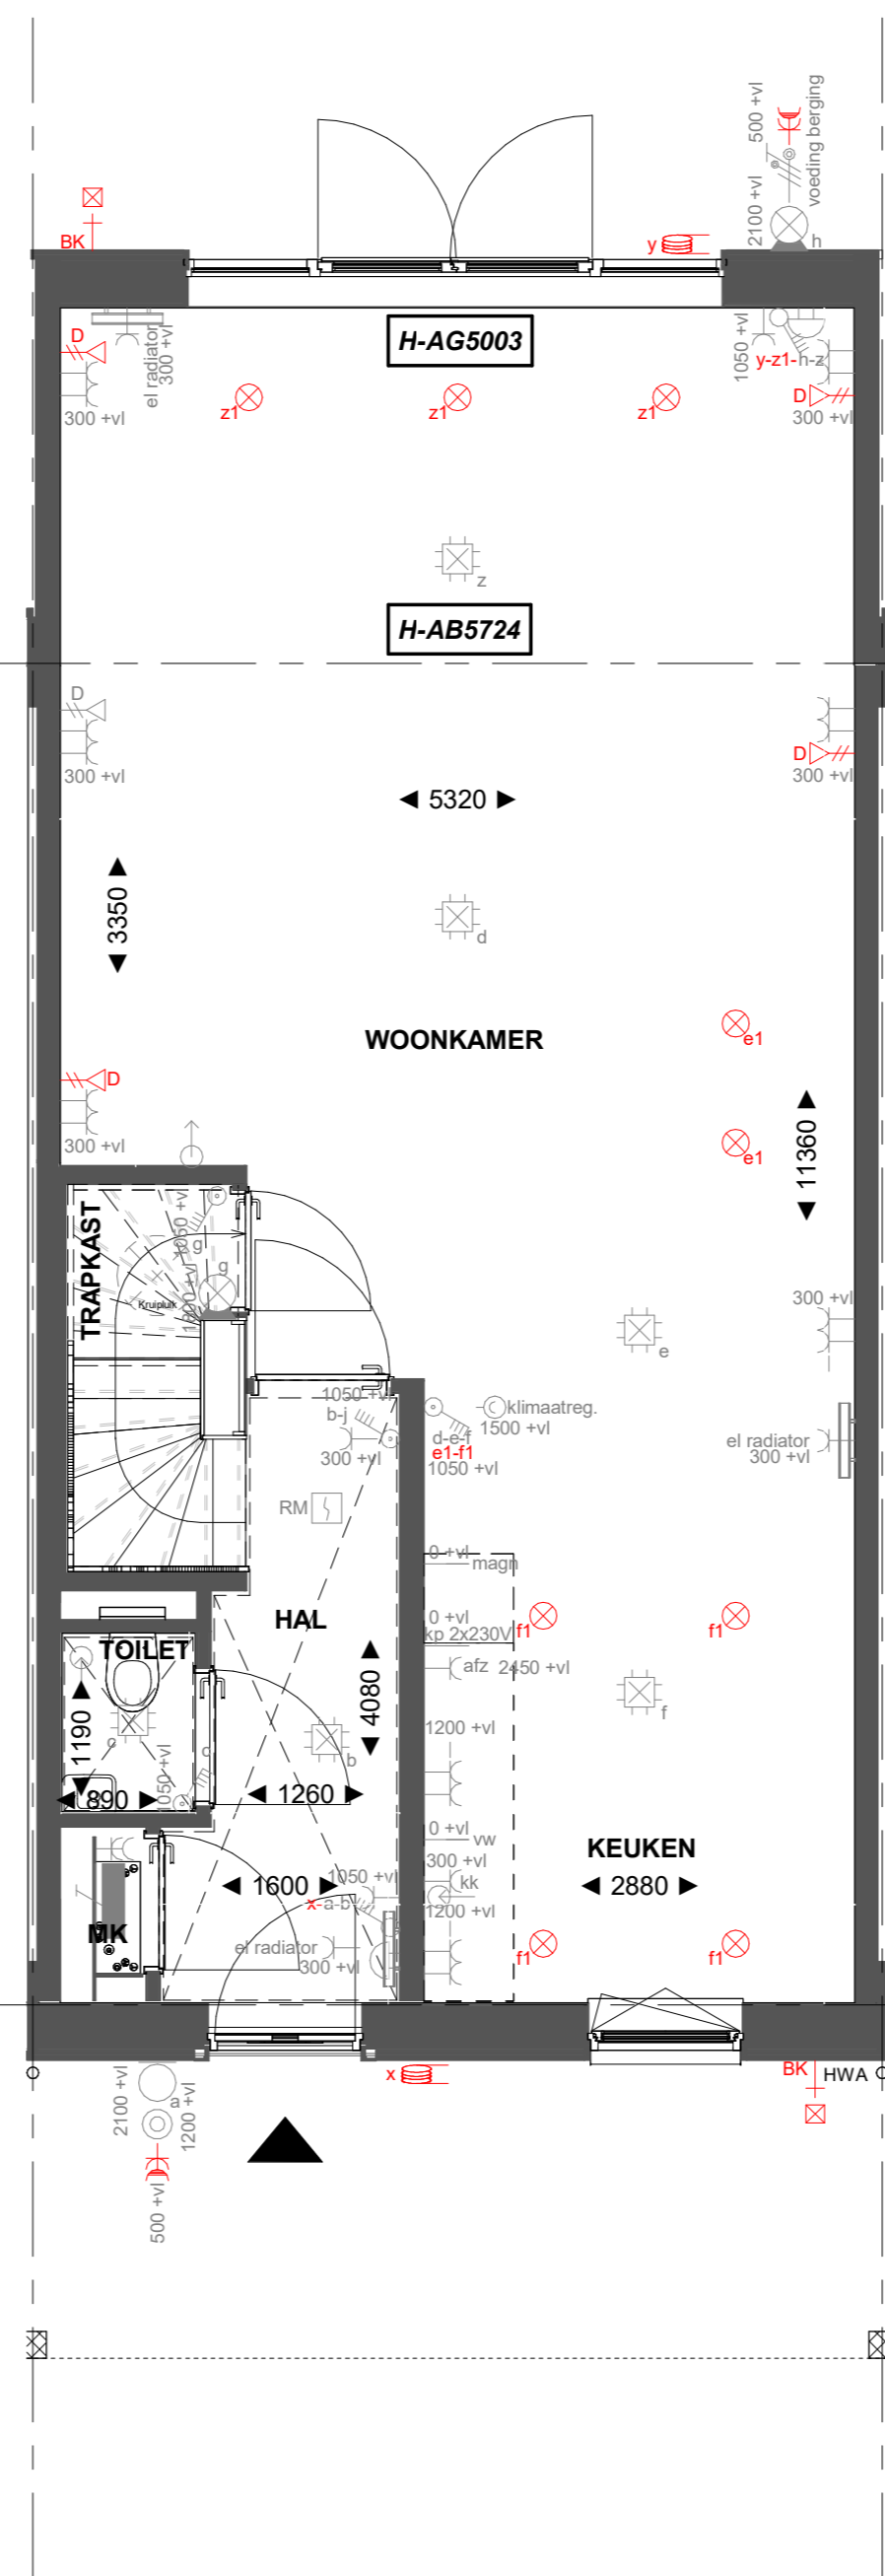 500 +vl
voeding berging
2100 +vl
h
BK
y
H-AG5003
D
el radiator
300 +vl
300 +vl
1050 +vl
y-z1-h-z
D
300 +vl
z1
z1
z1
z
H-AB5724
D
300 +vl
D
300 +vl
5320
3350
d
WOONKAMER
e1
D
300 +vl
e1
11360
TRAPKAST
1050 +vl
g
g
Kruipluik
300 +vl
e
1050 +vl
b-j
300 +vl
klimaatreg.
1500 +vl
d-e-f
e1-f1
1050 +vl
el radiator
300 +vl
RM
0 +vl
magn
HAL
0 +vl
kp 2x230V
f1
f1
TOILET
afz
2450 +vl
4080
1190
c
c
f
1200 +vl
b
1050 +vl
890
1260
0 +vl
vw
KEUKEN
300 +vl
kk
1050 +vl
1600
2880
x-a-b
1200 +vl
MK
el radiator
300 +vl
f1
f1
x
BK
HWA
2100 +vl
a
1200 +vl
500 +vl